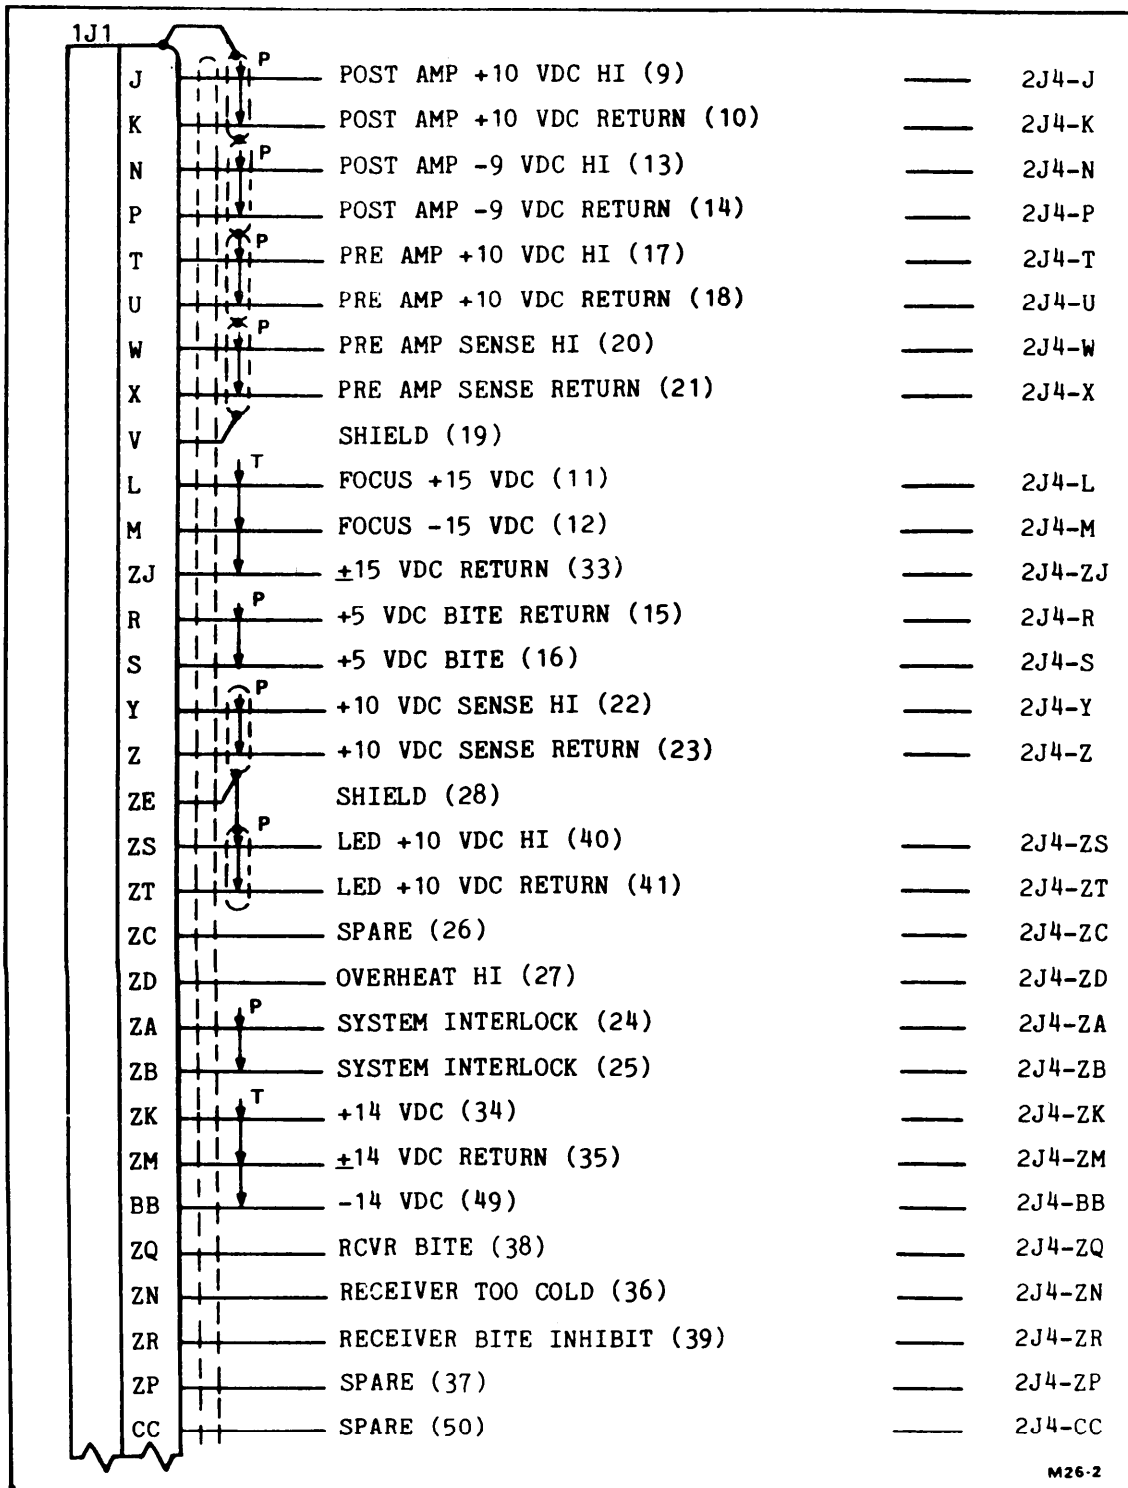 1J1
P
J POST AMP +10 VDC HI (9) 2J4-J
K POST AMP +10 VDC RETURN (10) 2J4-K
P
N POST AMP -9 VDC HI (13) 2J4-N
P POST AMP -9 VDC RETURN (14) 2J4-P
P
T PRE AMP +10 VDC HI (17) 2J4-T
U PRE AMP +10 VDC RETURN (18) 2J4-U
P
W PRE AMP SENSE HI (20) 2J4-W
X PRE AMP SENSE RETURN (21) 2J4-X
V SHIELD (19)
T
L FOCUS +15 VDC (11) 2J4-L
M FOCUS -15 VDC (12) 2J4-M
ZJ ±15 VDC RETURN (33) 2J4-ZJ
P
R +5 VDC BITE RETURN (15) 2J4-R
S +5 VDC BITE (16) 2J4-S
P
Y +10 VDC SENSE HI (22) 2J4-Y
Z +10 VDC SENSE RETURN (23) 2J4-Z
ZE SHIELD (28)
P
ZS LED +10 VDC HI (40) 2J4-ZS
ZT LED +10 VDC RETURN (41) 2J4-ZT
ZC SPARE (26) 2J4-ZC
ZD OVERHEAT HI (27) 2J4-ZD
P
ZA SYSTEM INTERLOCK (24) 2J4-ZA
ZB SYSTEM INTERLOCK (25) 2J4-ZB
T
ZK +14 VDC (34) 2J4-ZK
ZM ±14 VDC RETURN (35) 2J4-ZM
BB -14 VDC (49) 2J4-BB
ZQ RCVR BITE (38) 2J4-ZQ
ZN RECEIVER TOO COLD (36) 2J4-ZN
ZR RECEIVER BITE INHIBIT (39) 2J4-ZR
ZP SPARE (37) 2J4-ZP
CC SPARE (50) 2J4-CC
M26-2